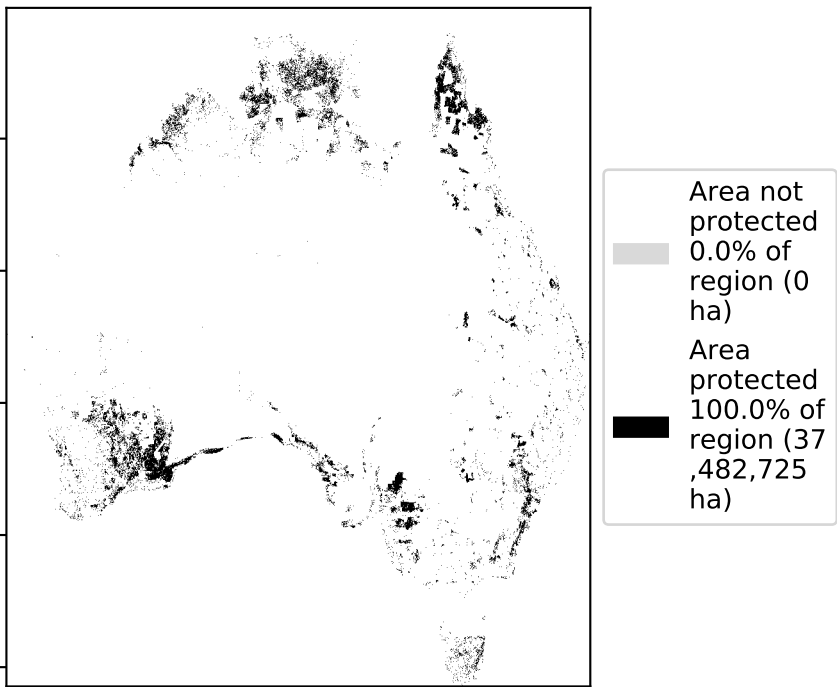 Area not
protected
0.0% of
region (0
ha)
Area
protected
100.0% of
region (37
,482,725
ha)